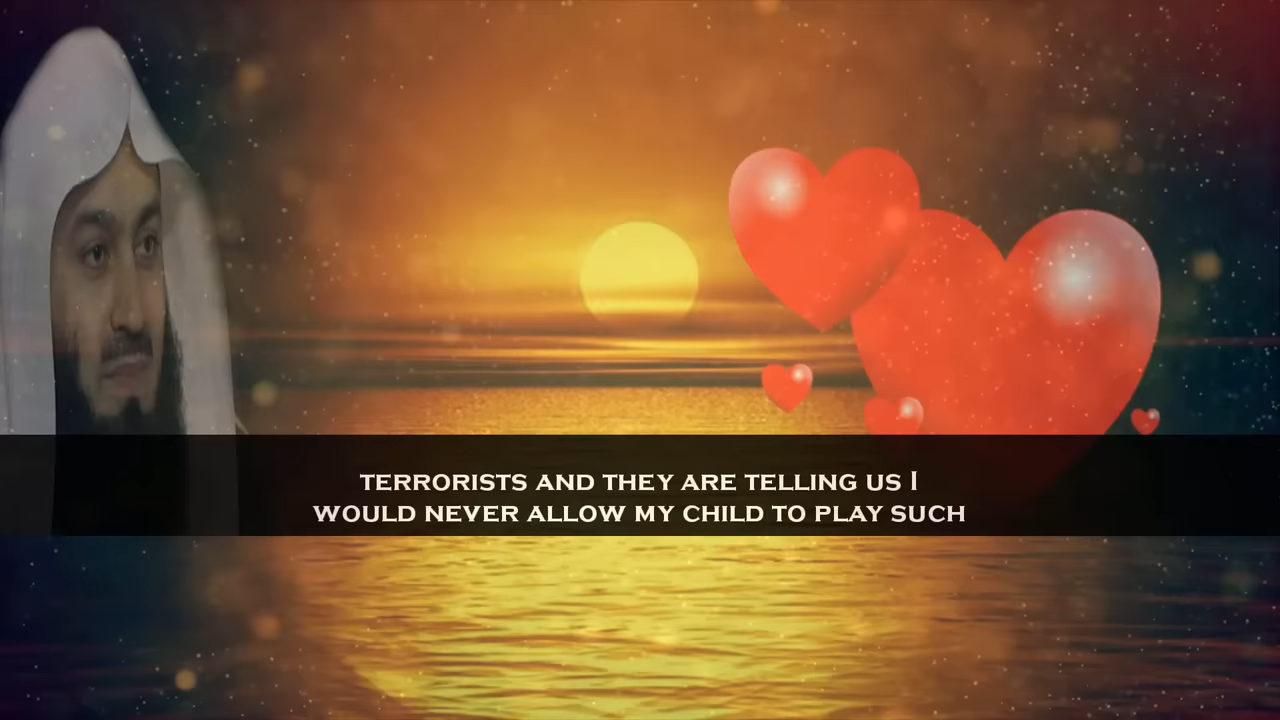 TERRORISTS AND THEY ARE TELLING US I
WOULD NEVER ALLOW MY CHILD TO PLAY SUCH